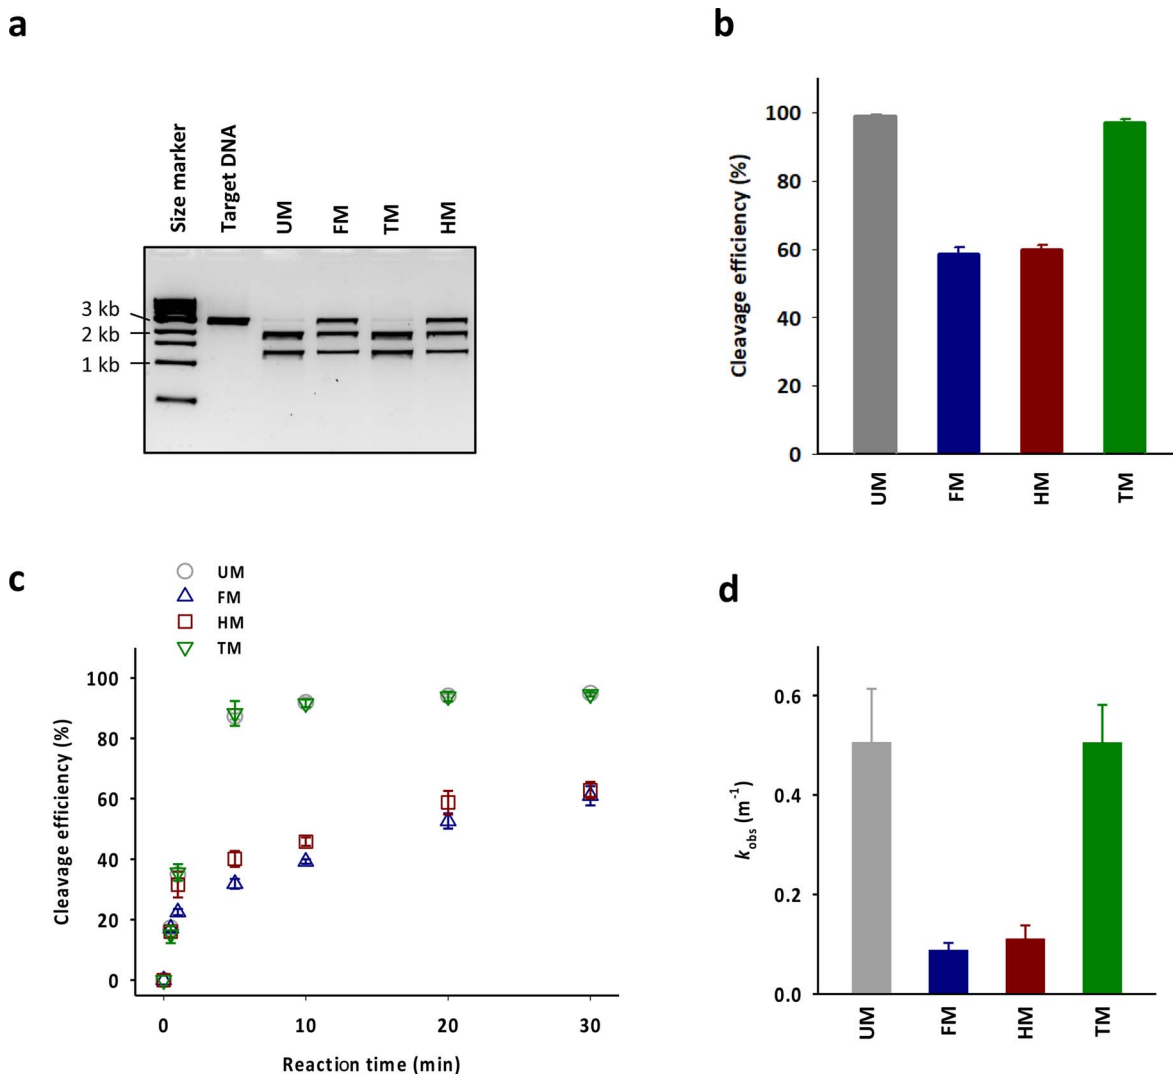 a
Size marker
Target DNA
UM
FM
TM
HM
3 kb
2 kb
1 kb
b
Cleavage efficiency (%)
100
80
60
40
20
0
UM
FM
HM
TM
c
UM
FM
HM
TM
Cleavage efficiency (%)
100
80
60
40
20
0
0 10 20 30
Reaction time (min)
d
kobs (m-1)
0.6
0.4
0.2
0.0
UM
FM
HM
TM